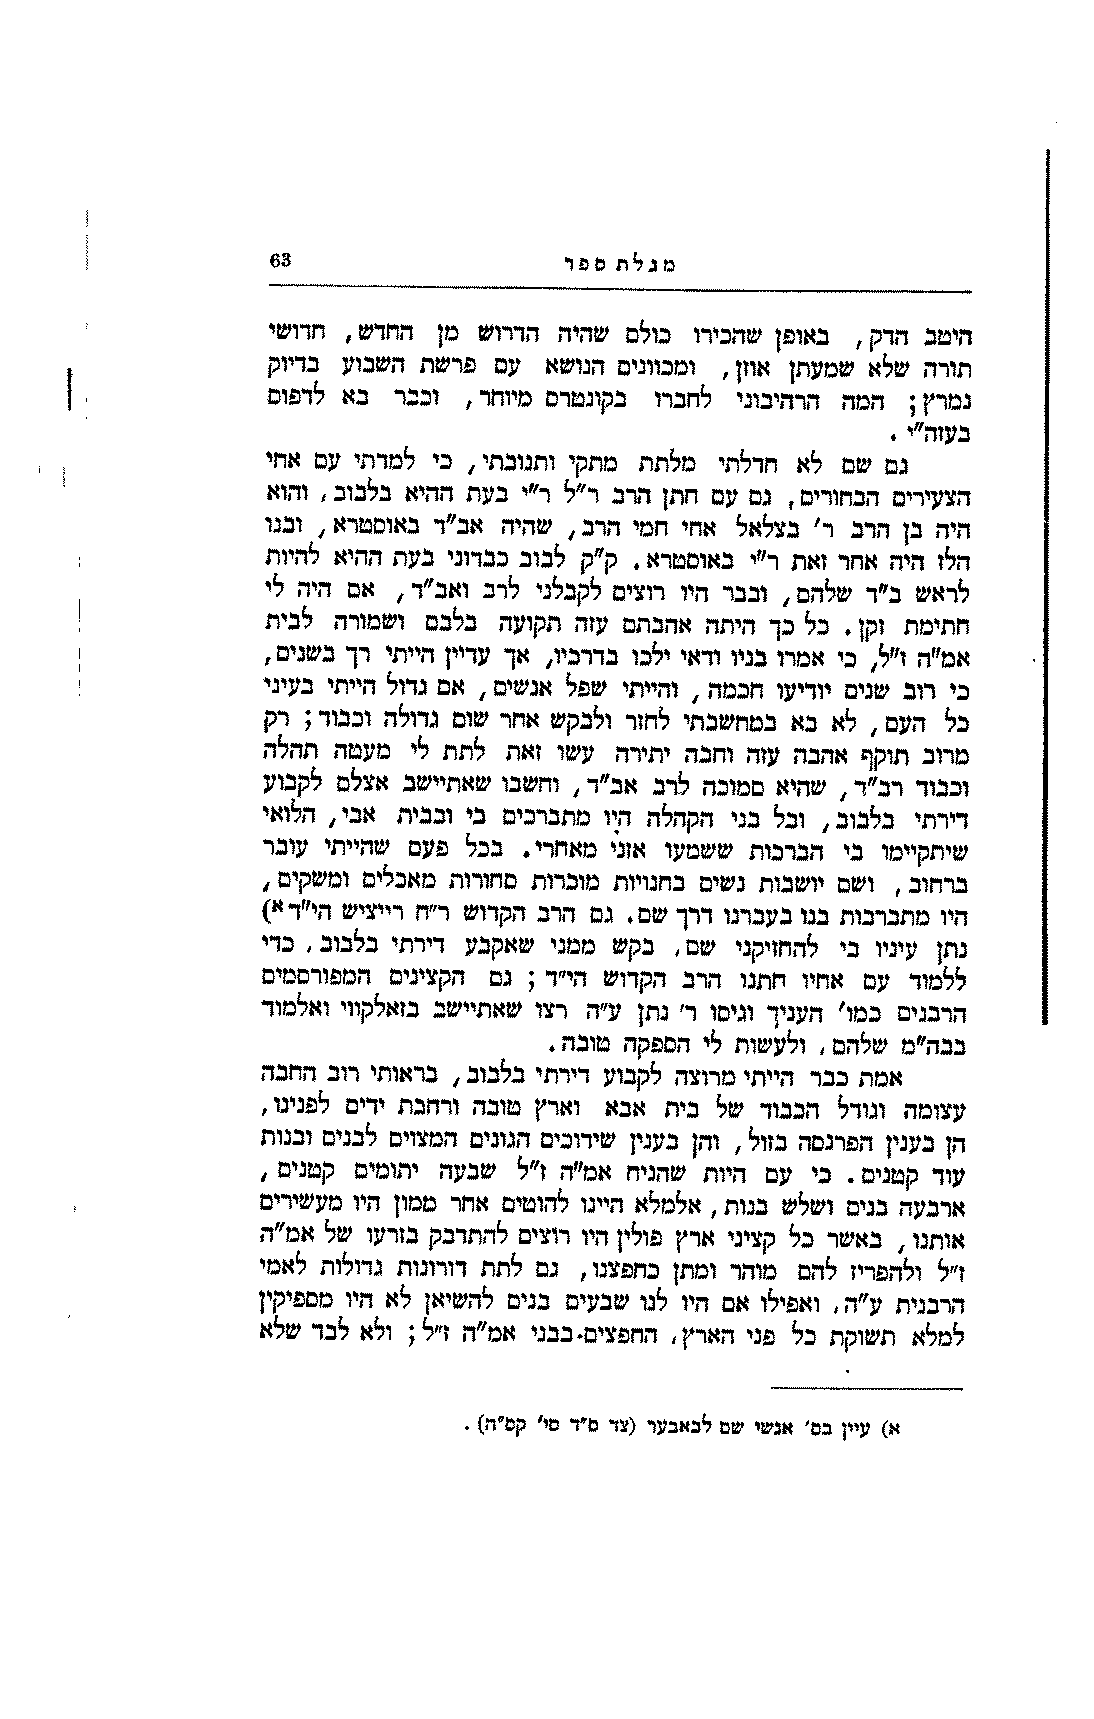 מגלת ספר 63
היטב הדק, באופן שהכירו כולם שהיה הדרוש מן החדש, חדושי
תורה שלא שמעתן אוזן, ומכוונים הנושא עם פרשת השבוע בדיוק
נמרץ; המה הרהיבוני לחברו בקונטרס מיוחד, וכבר בא לדפוס
בעזה"י.
גם שם לא חדלתי מלתת מתקי ותנובתי, כי למדתי עם אחי
הצעירים הבחורים, גם עם חתן הרב ר"ל ר"י בעת ההיא בלבוב, והוא
היה בן הרב ר' בצלאל אחי חמי הרב, שהיה אב"ד באוסטרא, ובנו
הלז היה אחר זאת ר"י באוסטרא. ק"ק לבוב כבדוני בעת ההיא להיות
לראש ב"ד שלהם, וכבר היו רוצים לקבלני לרב ואב"ד, אם היה לי
חתימת זקן. כל כך היתה אהבתם עזה תקועה בלבם ושמורה לבית
אמ"ה ז"ל, כי אמרו בניו ודאי ילכו בדרכיו, אך עדיין הייתי רך בשנים,
כי רוב שנים יודיעו חכמה, והייתי שפל אנשים, אם גדול הייתי בעיני
כל העם, לא בא במחשבתי לחזר ולבקש אחר שום גדולה וכבוד; רק
מרוב תוקף אהבה עזה וחבה יתירה עשו זאת לתת לי מעטה תהלה
וכבוד רב"ד, שהיא סמוכה לרב אב"ד, וחשבו שאתיישב אצלם לקבוע
דירתי בלבוב, וכל בני הקהלה היו מתברכים בי ובבית אבי, הלואי
שיתקיימו בי הברכות ששמעו אזני מאחרי. בכל פעם שהייתי עובר
ברחוב, ושם יושבות נשים בחנויות מוכרות סחורות מאכלים ומשקים,
היו מתברכות בנו בעברנו דרך שם. גם הרב הקדוש ר"ח רייציש הי"ד א)
נתן עיניו בי להחזיקני שם, בקש ממני שאקבע דירתי בלבוב, כדי
ללמוד עם אחיו חתנו הרב הקדוש הי"ד; גם הקצינים המפורסמים
הרבנים כמו' העניך וגיסו ר' נתן ע"ה רצו שאתיישב בזאלקווי ואלמוד
בבה"מ שלהם, ולעשות לי הספקה טובה.
אמת כבר הייתי מרוצה לקבוע דירתי בלבוב, בראותי רוב החבה
עצומה וגודל הכבוד של בית אבא וארץ טובה ורחבת ידים לפנינו,
הן בענין הפרנסה בזול, והן בענין שידוכים הגונים המצוים לבנים ובנות
עוד קטנים. כי עם היות שהניח אמ"ה ז"ל שבעה יתומים קטנים,
ארבעה בנים ושלש בנות, אלמלא היינו להוטים אחר ממון היו מעשירים
אותנו, באשר כל קציני ארץ פולין היו רוצים להתדבק בזרעו של אמ"ה
ז"ל ולהפריז להם מוהר ומתן כחפצנו, גם לתת דורונות גדולות לאמי
הרבנית ע"ה, ואפילו אם היו לנו שבעים בנים להשיאן לא היו מספיקין
למלא תשוקת כל פני הארץ, החפצים בבני אמ"ה ז"ל; ולא לבד שלא
א) עיין בס' אנשי שם לבאבער (צד ס"ד סי' קס"ה).